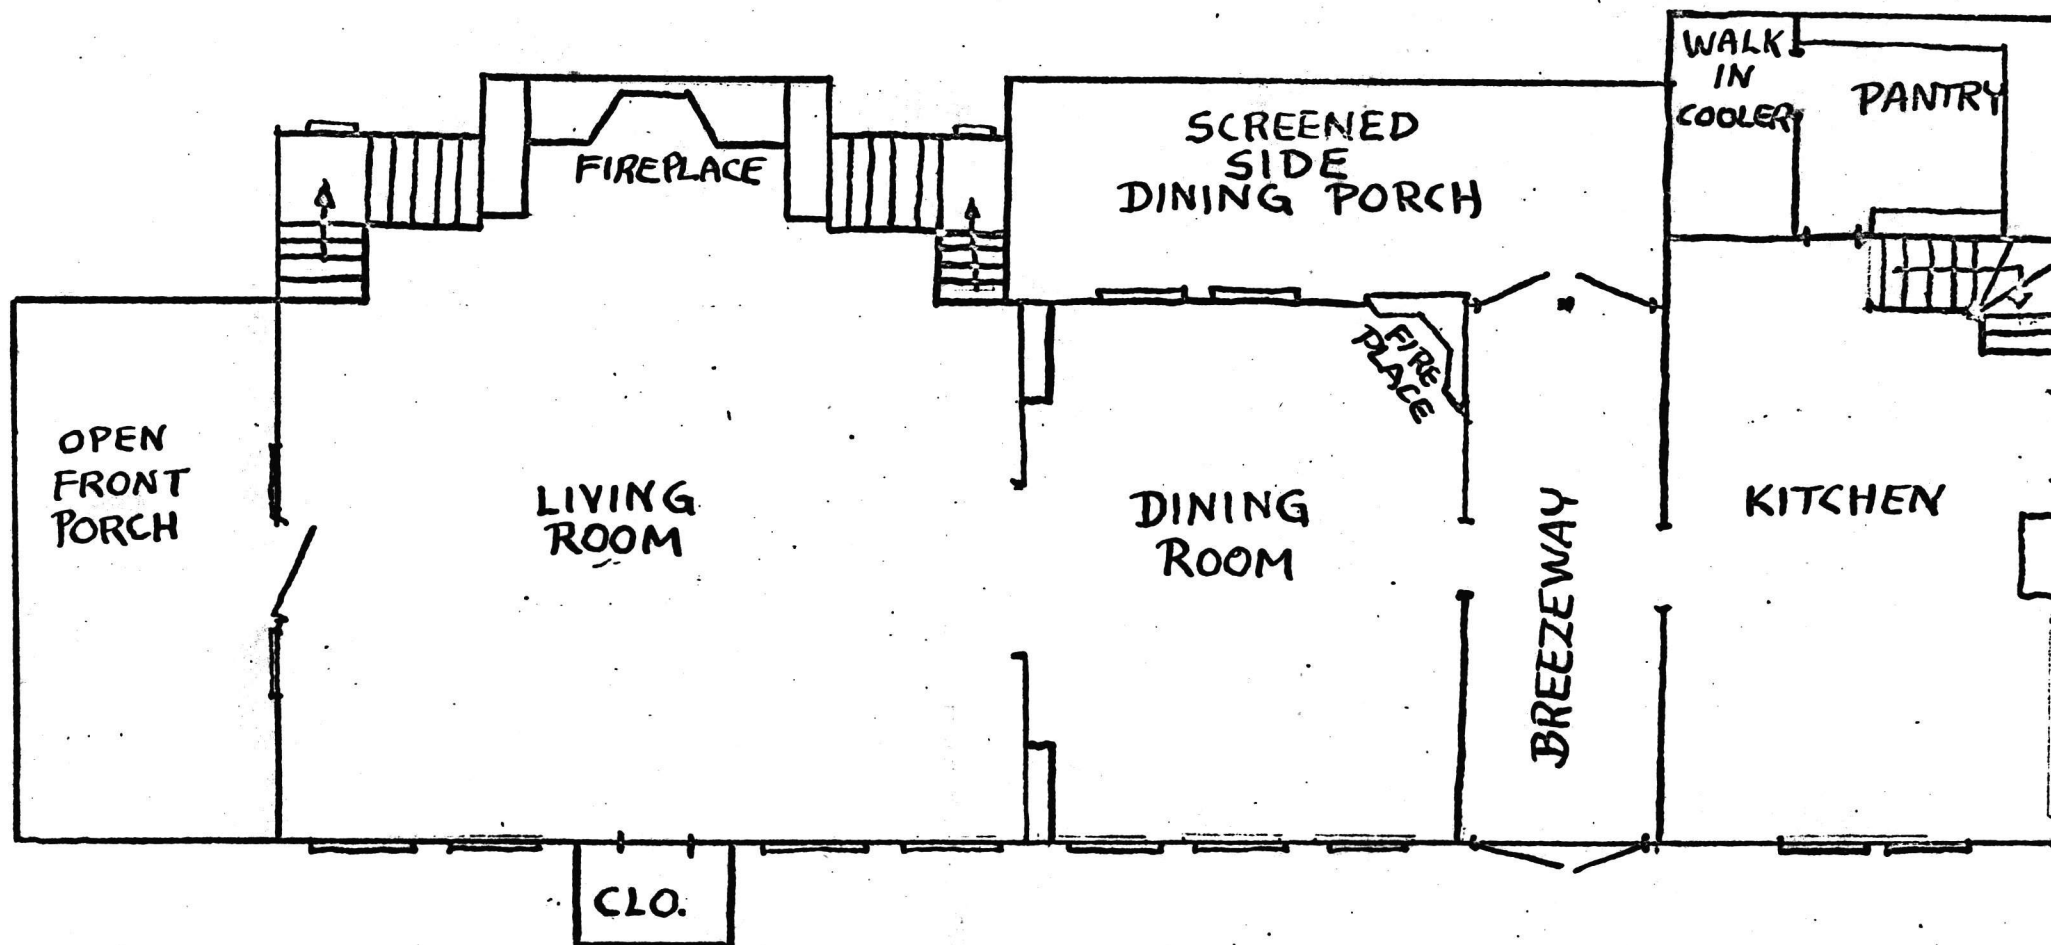 WALK
IN
COOLER
PANTRY
SCREENED
SIDE
DINING PORCH
FIREPLACE
FIRE
PLACE
OPEN
FRONT
PORCH
LIVING
ROOM
DINING
ROOM
BREEZEWAY
KITCHEN
CLO.